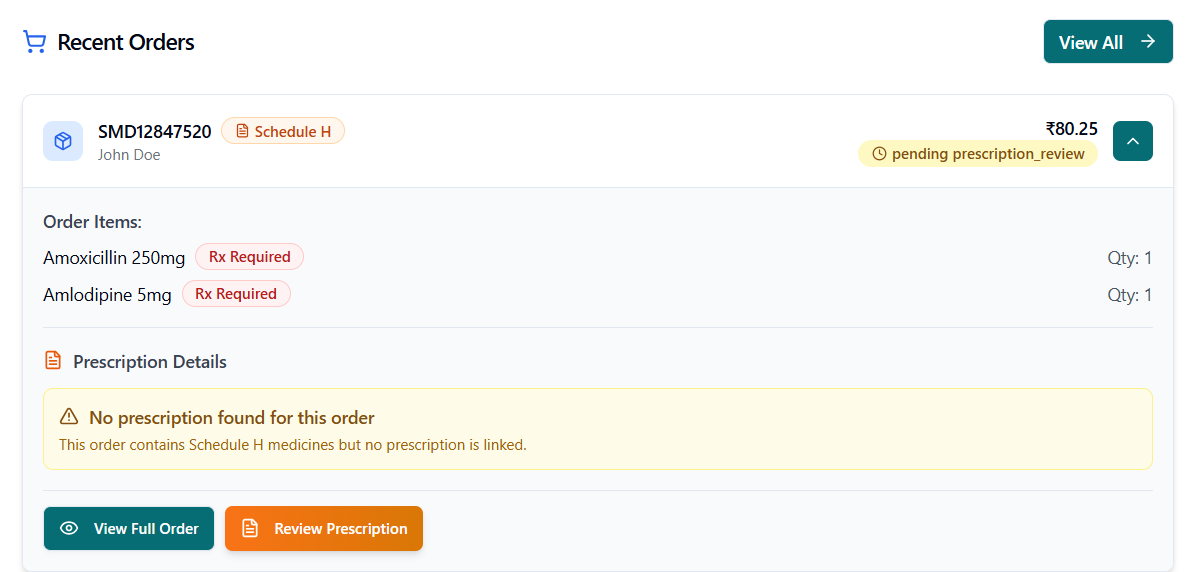 Recent Orders
View All
SMD12847520 Schedule H
₹80.25
John Doe
pending prescription_review
Order Items:
Amoxicillin 250mg Rx Required Qty: 1
Amlodipine 5mg Rx Required Qty: 1
Prescription Details
No prescription found for this order
This order contains Schedule H medicines but no prescription is linked.
View Full Order Review Prescription